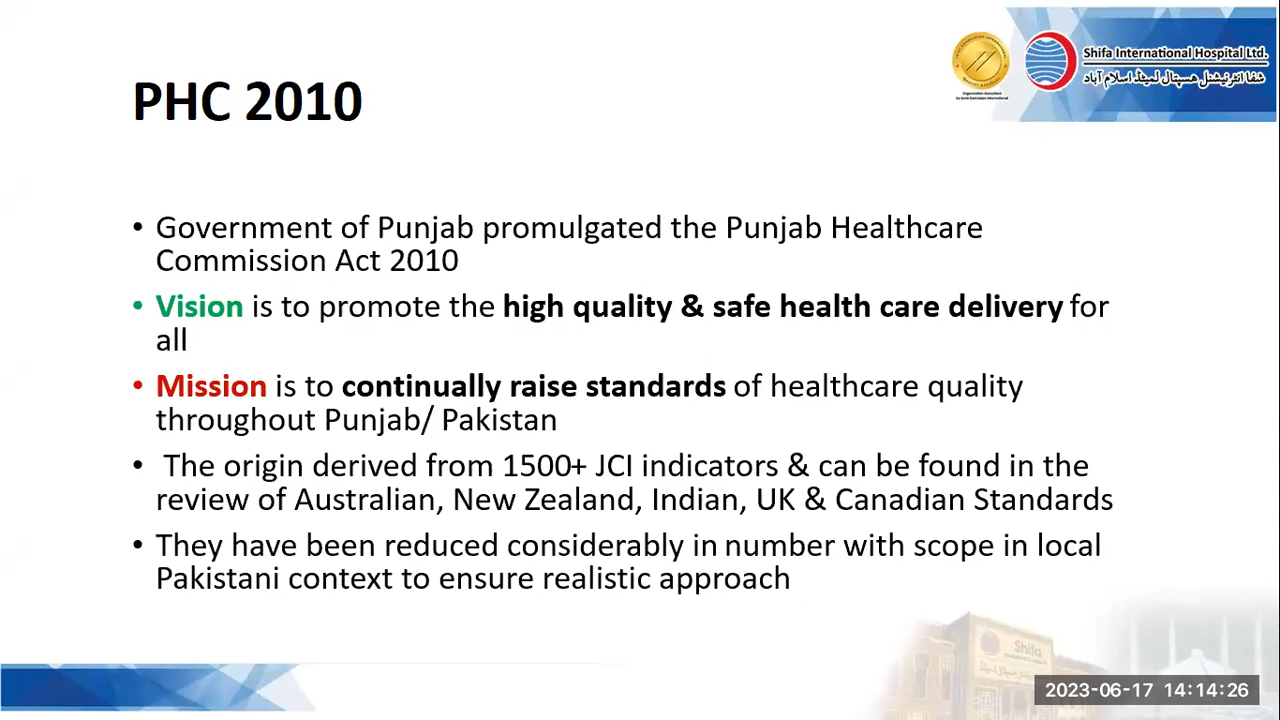 Shifa International Hospital Ltd.
شفا انٹرنیشنل ہسپتال لمیٹڈ اسلام آباد
PHC 2010
• Government of Punjab promulgated the Punjab Healthcare
Commission Act 2010
• Vision is to promote the high quality & safe health care delivery for
all
• Mission is to continually raise standards of healthcare quality
throughout Punjab/ Pakistan
• The origin derived from 1500+ JCI indicators & can be found in the
review of Australian, New Zealand, Indian, UK & Canadian Standards
• They have been reduced considerably in number with scope in local
Pakistani context to ensure realistic approach
Shifa
2023-06-17 14:14:26